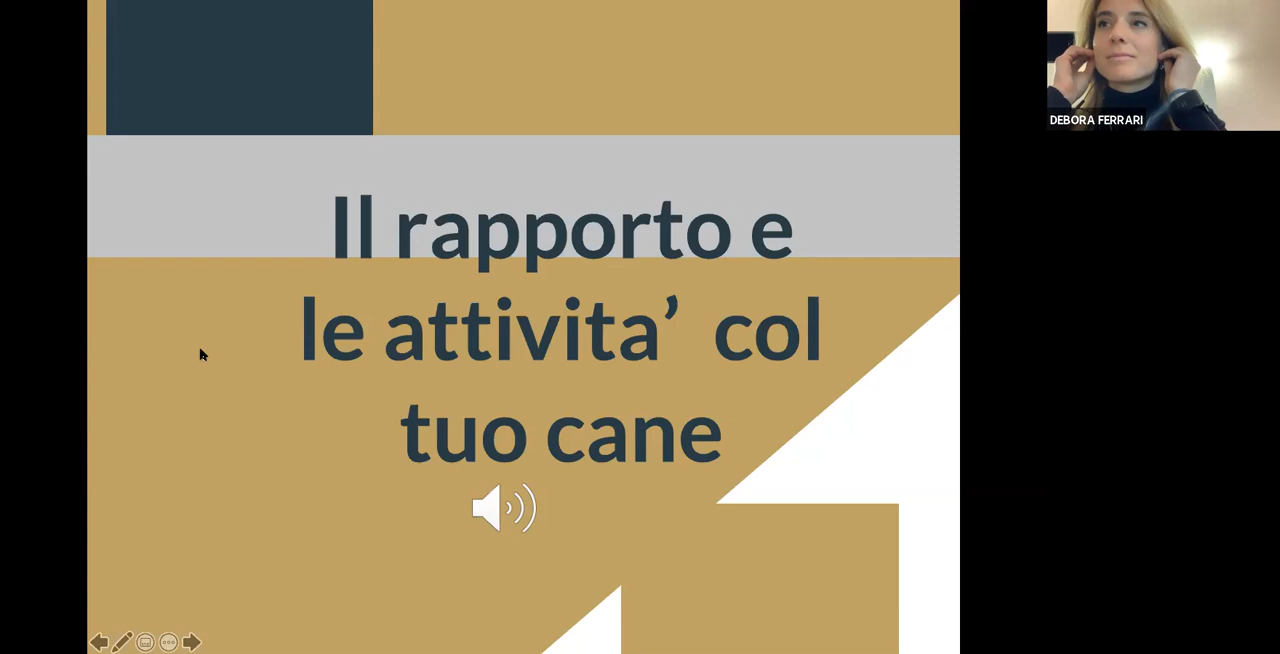 Il rapporto e
le attivita’ col
tuo cane
DEBORA FERRARI